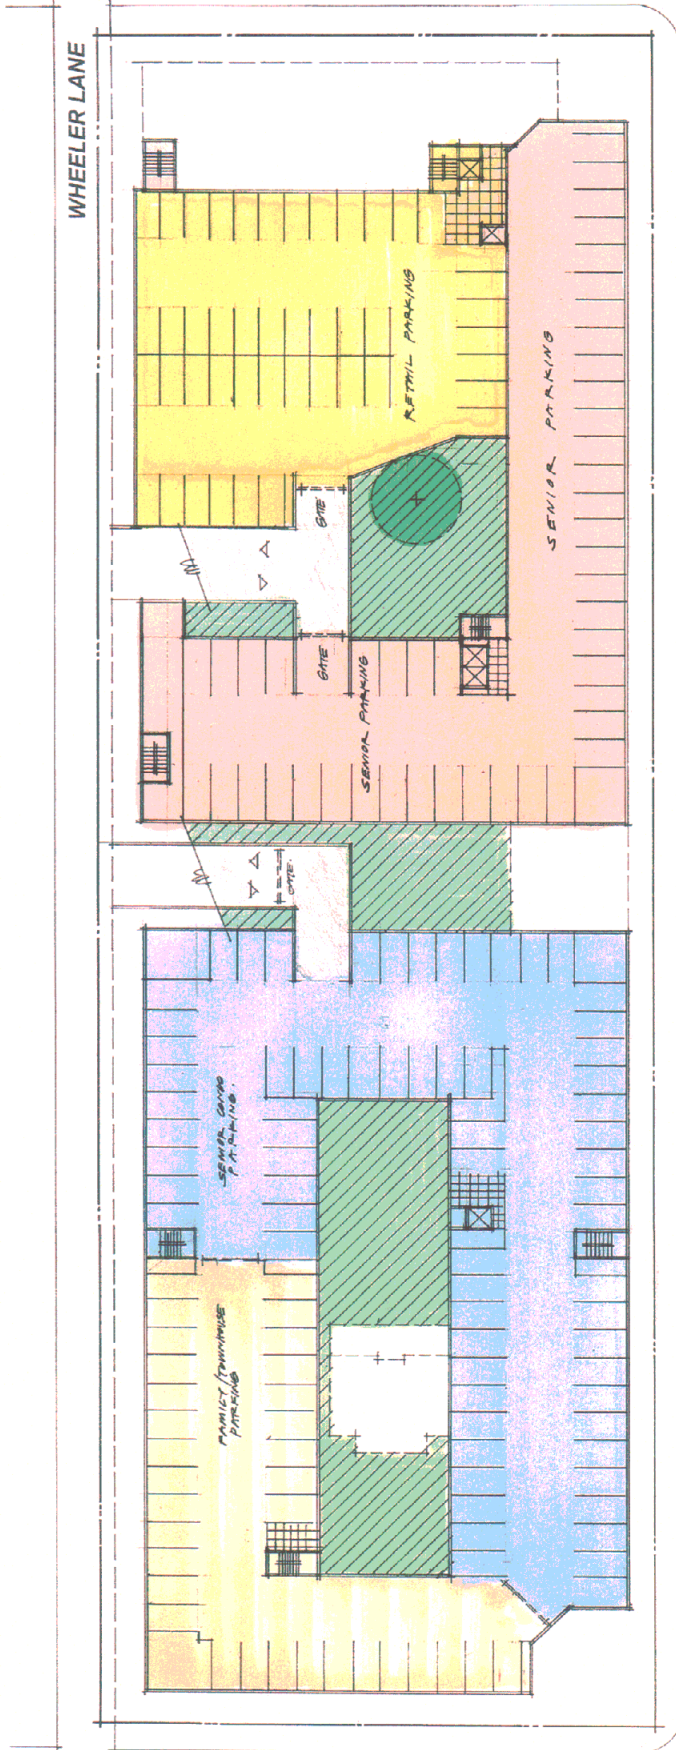 WHEELER LANE
RETAIL PARKING
SENIOR PARKING
GATE
GATE
SENIOR PARKING
GATE.
SENIOR CONDO
PARKING.
FAMILY/TOWNHOUSE
PARKING